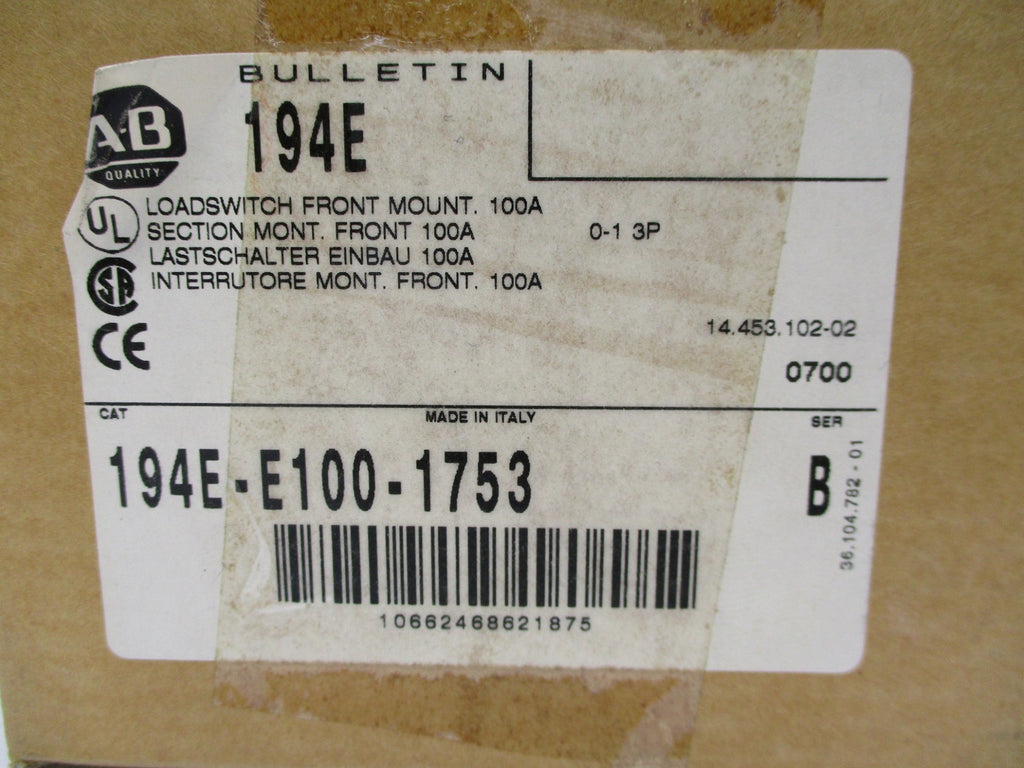 BULLETIN
194E
A-B
QUALITY
UL
LOADSWITCH FRONT MOUNT. 100A
SECTION MONT. FRONT 100A 0-1 3P
LASTSCHALTER EINBAU 100A
INTERRUTORE MONT. FRONT. 100A
SA
CE
14.453.102-02
0700
CAT MADE IN ITALY SER
194E-E100-1753 B
36.104.782-01
10662468621875